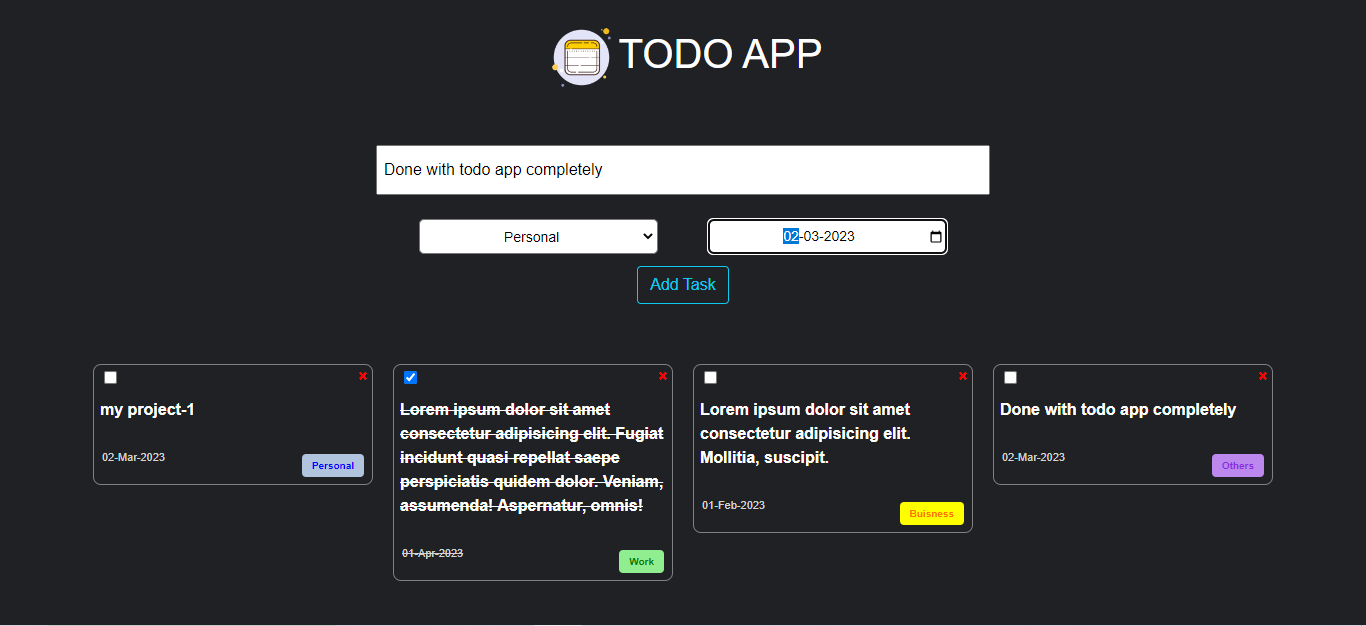 TODO APP
Done with todo app completely
Personal
02-03-2023
Add Task
my project-1
02-Mar-2023
Personal
Lorem ipsum dolor sit amet
consectetur adipisicing elit. Fugiat
incidunt quasi repellat saepe
perspiciatis quidem dolor. Veniam,
assumenda! Aspernatur, omnis!
01-Apr-2023
Work
Lorem ipsum dolor sit amet
consectetur adipisicing elit.
Mollitia, suscipit.
01-Feb-2023
Buisness
Done with todo app completely
02-Mar-2023
Others